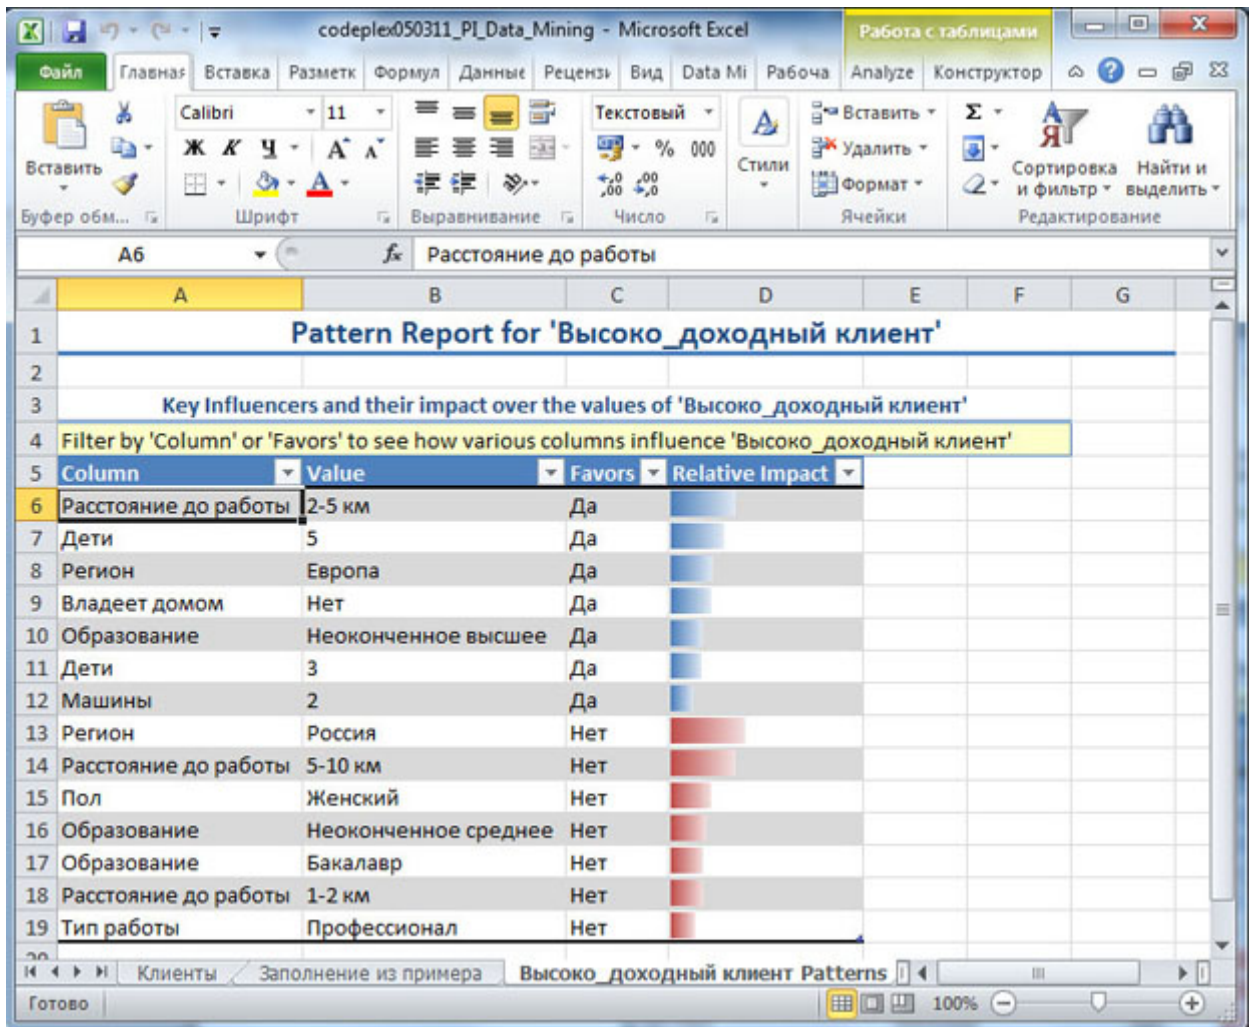 codeplex050311_PI_Data_Mining - Microsoft Excel
Работа с таблицами
Файл Главная Вставка Разметк Формул Данные Реценз Вид Data Mi Рабоча Analyze Конструктор
Calibri 11 Текстовый Вставить Σ
Вставить Ж К Ч % 000 Стили Удалить Сортировка и фильтр Найти и выделить
Формат
Буфер обм... Шрифт Выравнивание Число Ячейки Редактирование
A6 fx Расстояние до работы
A B C D E F G
1 Pattern Report for 'Высоко_доходный клиент'
2
3 Key Influencers and their impact over the values of 'Высоко_доходный клиент'
4 Filter by 'Column' or 'Favors' to see how various columns influence 'Высоко_доходный клиент'
5 Column Value Favors Relative Impact
6 Расстояние до работы 2-5 км Да
7 Дети 5 Да
8 Регион Европа Да
9 Владеет домом Нет Да
10 Образование Неоконченное высшее Да
11 Дети 3 Да
12 Машины 2 Да
13 Регион Россия Нет
14 Расстояние до работы 5-10 км Нет
15 Пол Женский Нет
16 Образование Неоконченное среднее Нет
17 Образование Бакалавр Нет
18 Расстояние до работы 1-2 км Нет
19 Тип работы Профессионал Нет
Клиенты Заполнение из примера Высоко_доходный клиент Patterns
Готово 100%